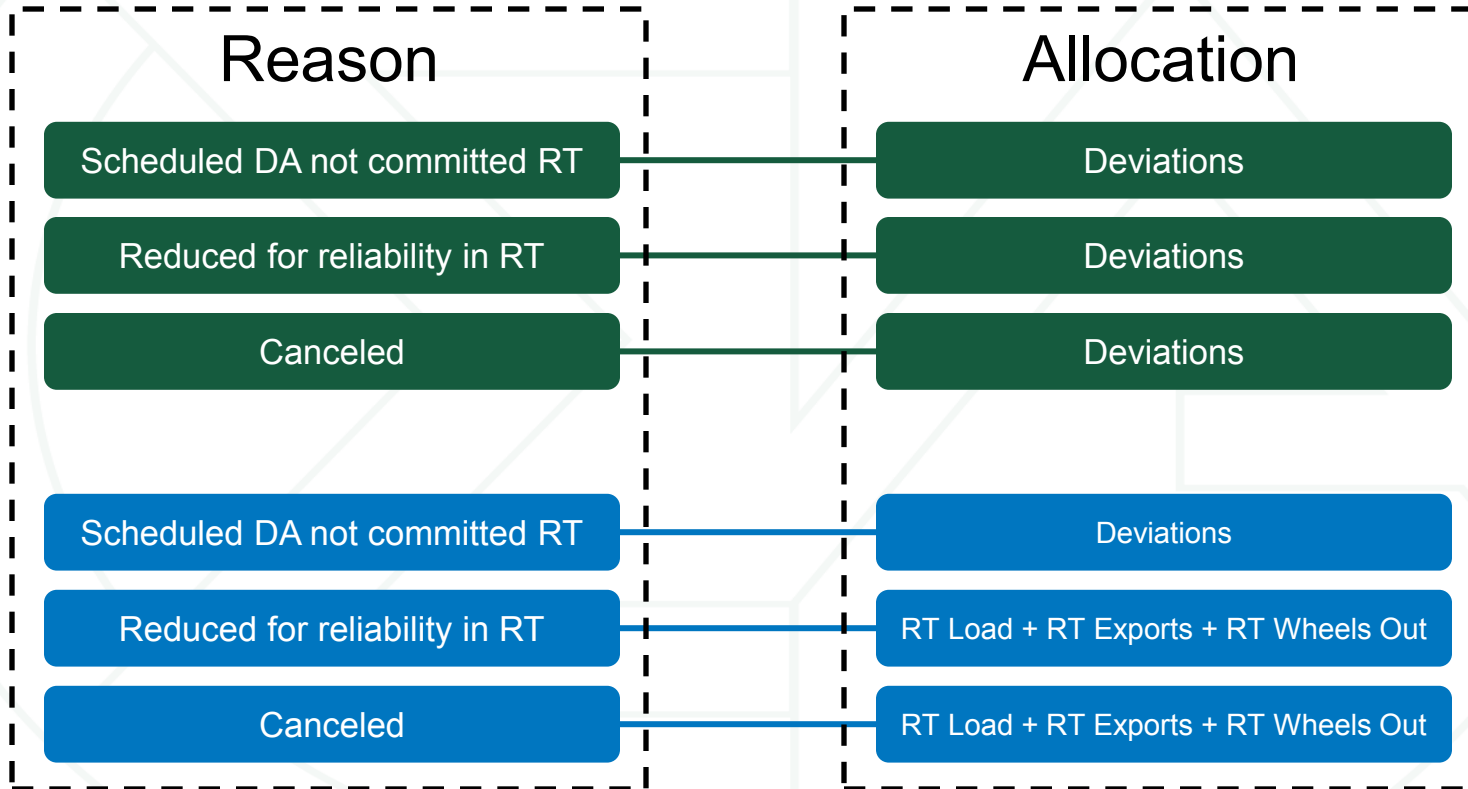 Reason
Allocation
Scheduled DA not committed RT
Deviations
Reduced for reliability in RT
Deviations
Canceled
Deviations
Scheduled DA not committed RT
Deviations
Reduced for reliability in RT
RT Load + RT Exports + RT Wheels Out
Canceled
RT Load + RT Exports + RT Wheels Out